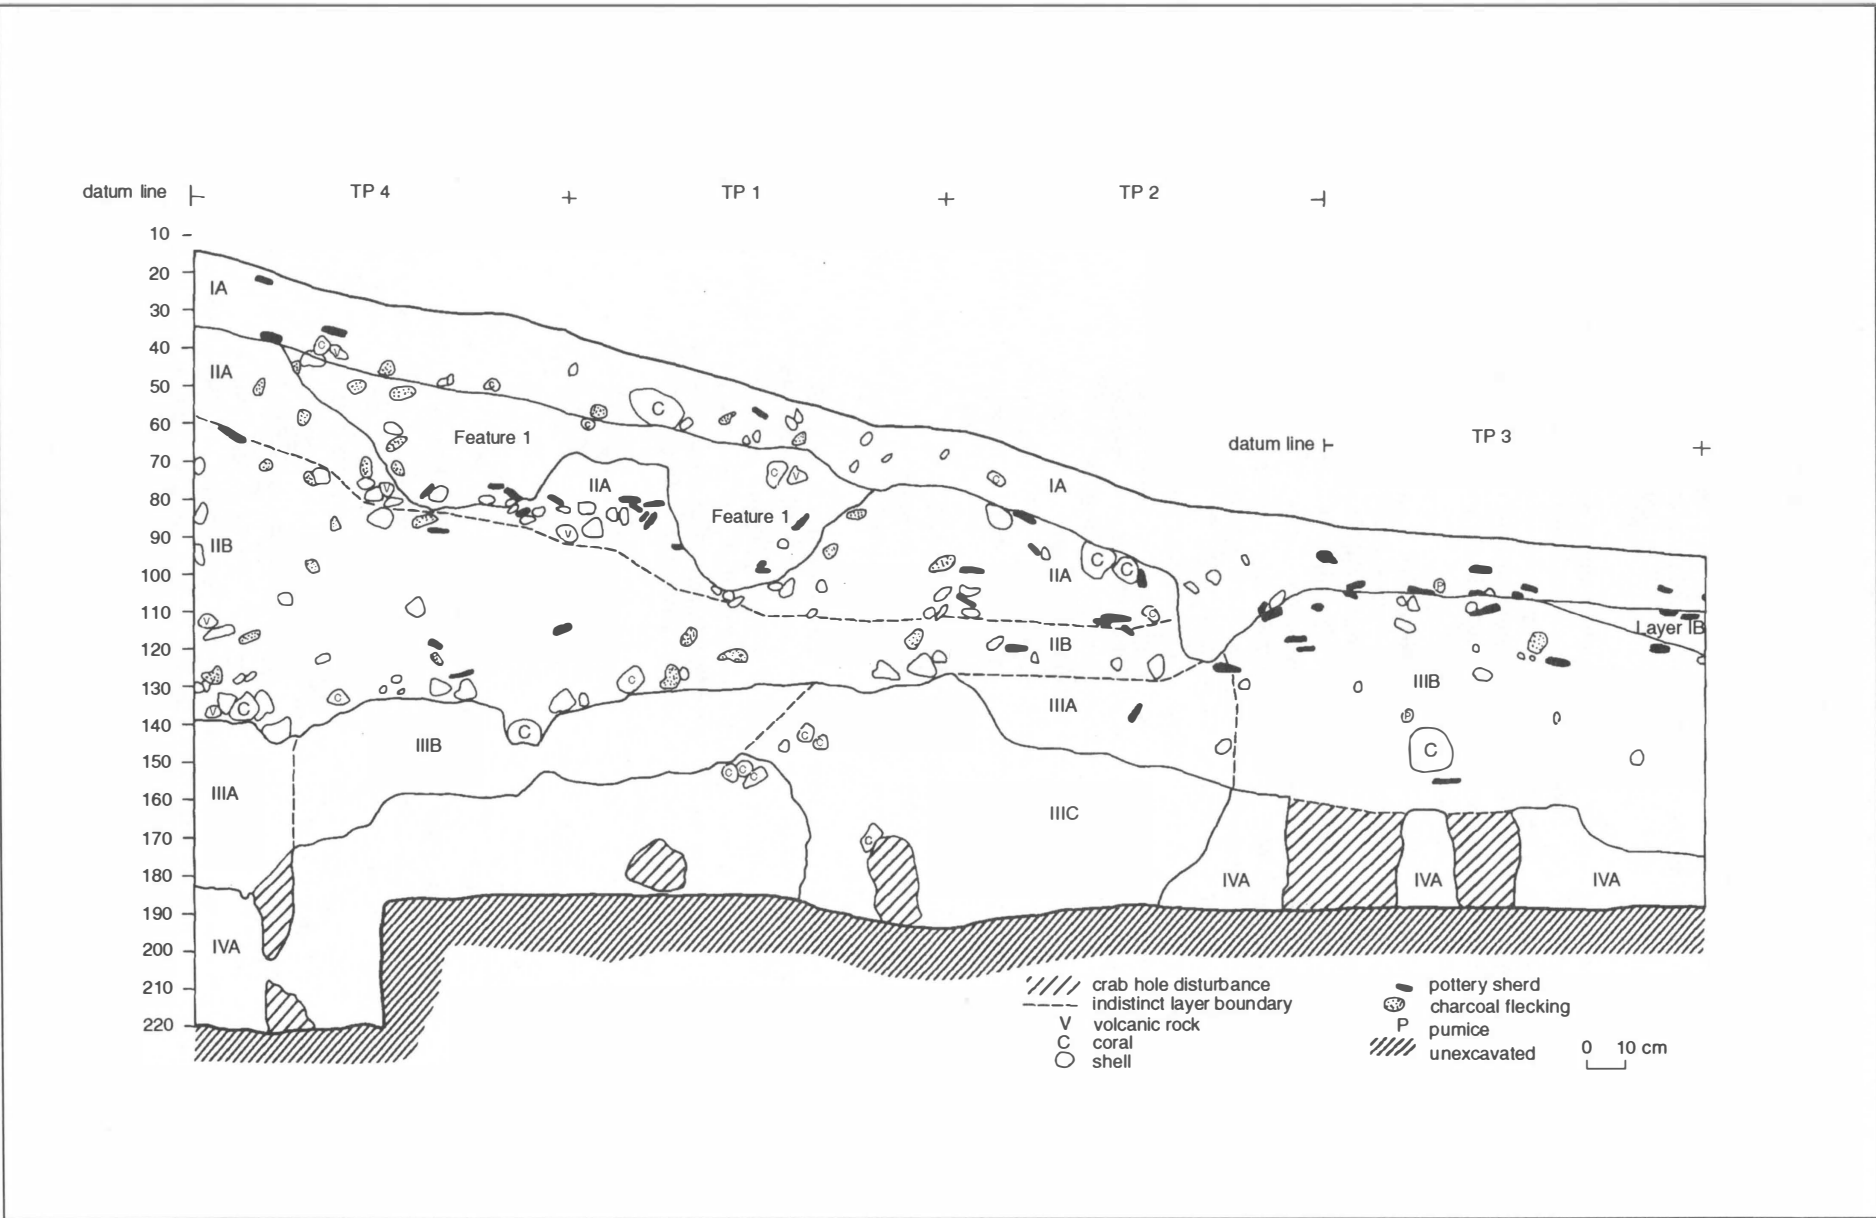 datum line TP 4 TP 1 TP 2
10
20
IA
30
40
IIA
50
60
Feature 1
datum line TP 3
70
80
IIA
IA
90
Feature 1
IIB
100
IIA
110
120
IIB
Layer IB
130
IIIB
140
IIIA
IIIB
150
160
IIIA
IIIC
170
180
IVA IVA IVA
190
200
IVA
210
220
C V C C C V V V C C V V C C C C C C C C C C C C C C C P P C
crab hole disturbance
indistinct layer boundary
V volcanic rock
C coral
shell
pottery sherd
charcoal flecking
P pumice
unexcavated
0 10 cm